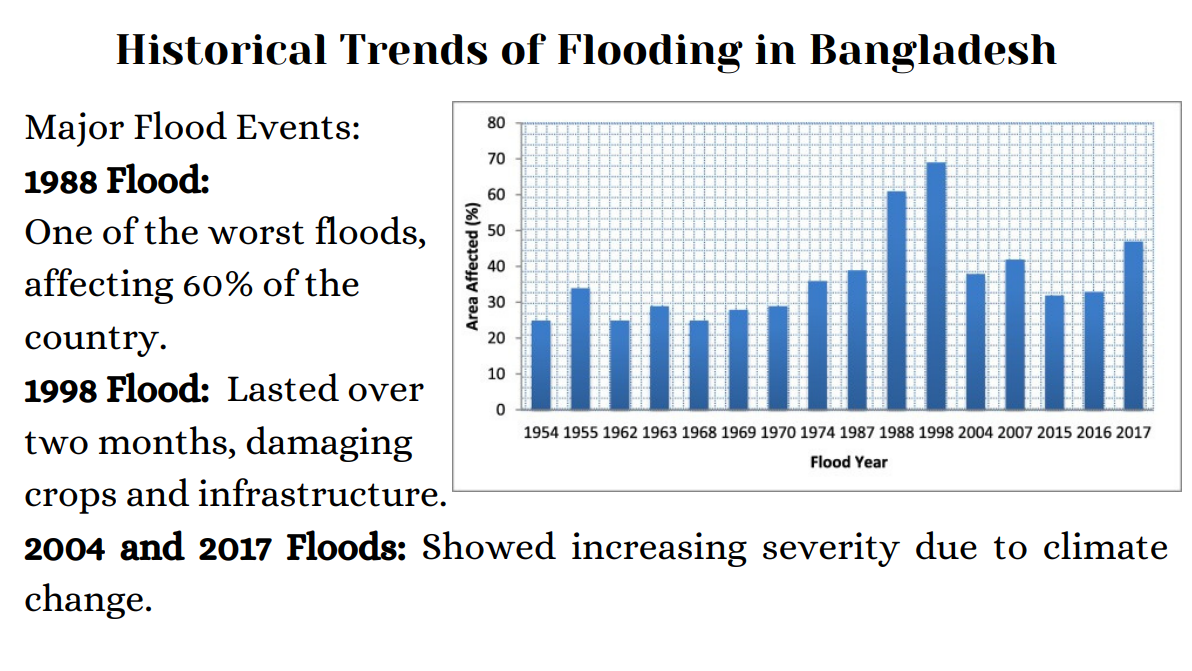 Historical Trends of Flooding in Bangladesh
Major Flood Events:
1988 Flood:
One of the worst floods,
affecting 60% of the
country.
1998 Flood: Lasted over
two months, damaging
crops and infrastructure.
2004 and 2017 Floods: Showed increasing severity due to climate
change.
80
70
60
50
40
30
20
10
0
Area Affected (%)
1954 1955 1962 1963 1968 1969 1970 1974 1987 1988 1998 2004 2007 2015 2016 2017
Flood Year